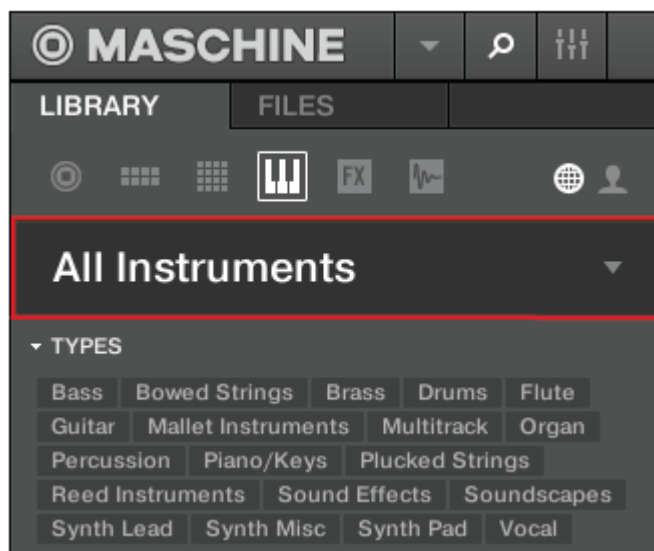 MASCHINE
LIBRARY FILES
FX
All Instruments
TYPES
Bass Bowed Strings Brass Drums Flute
Guitar Mallet Instruments Multitrack Organ
Percussion Piano/Keys Plucked Strings
Reed Instruments Sound Effects Soundscapes
Synth Lead Synth Misc Synth Pad Vocal